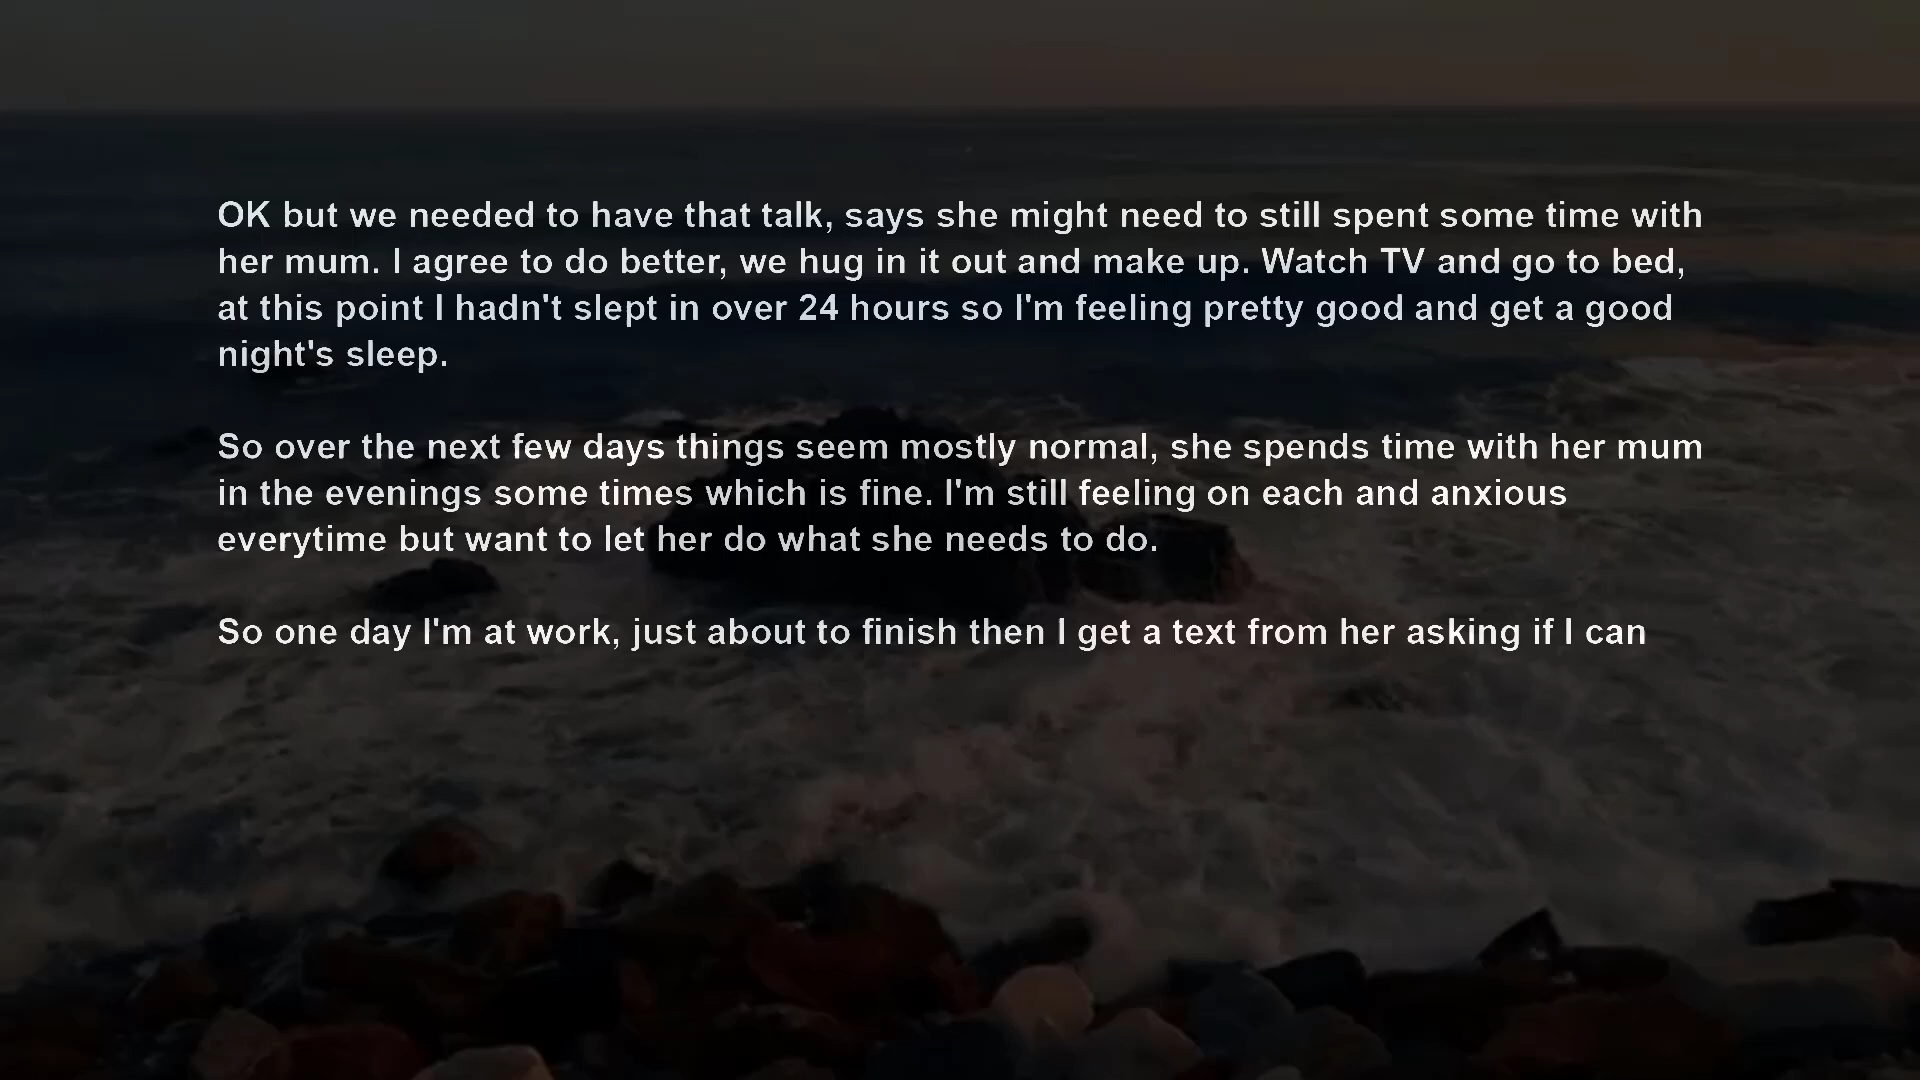 OK but we needed to have that talk, says she might need to still spent some time with
her mum. I agree to do better, we hug in it out and make up. Watch TV and go to bed,
at this point I hadn't slept in over 24 hours so I'm feeling pretty good and get a good
night's sleep.
So over the next few days things seem mostly normal, she spends time with her mum
in the evenings some times which is fine. I'm still feeling on each and anxious
everytime but want to let her do what she needs to do.
So one day I'm at work, just about to finish then I get a text from her asking if I can